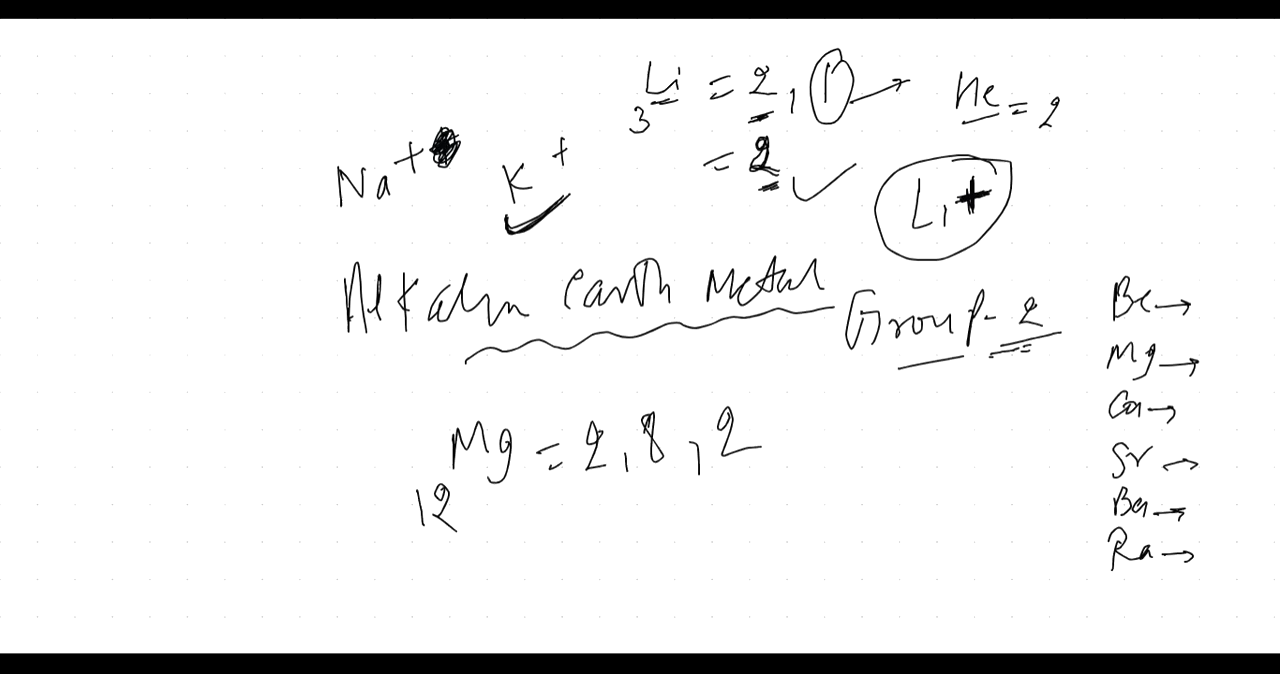 Li = 2, 1 → He = 2
3
= 2 ✓
Na+ K+
Li+
Alkalin earth Metal Group-2
Mg = 2, 8, 2
12
Be→
Mg→
Ca→
Sr→
Ba→
Ra→